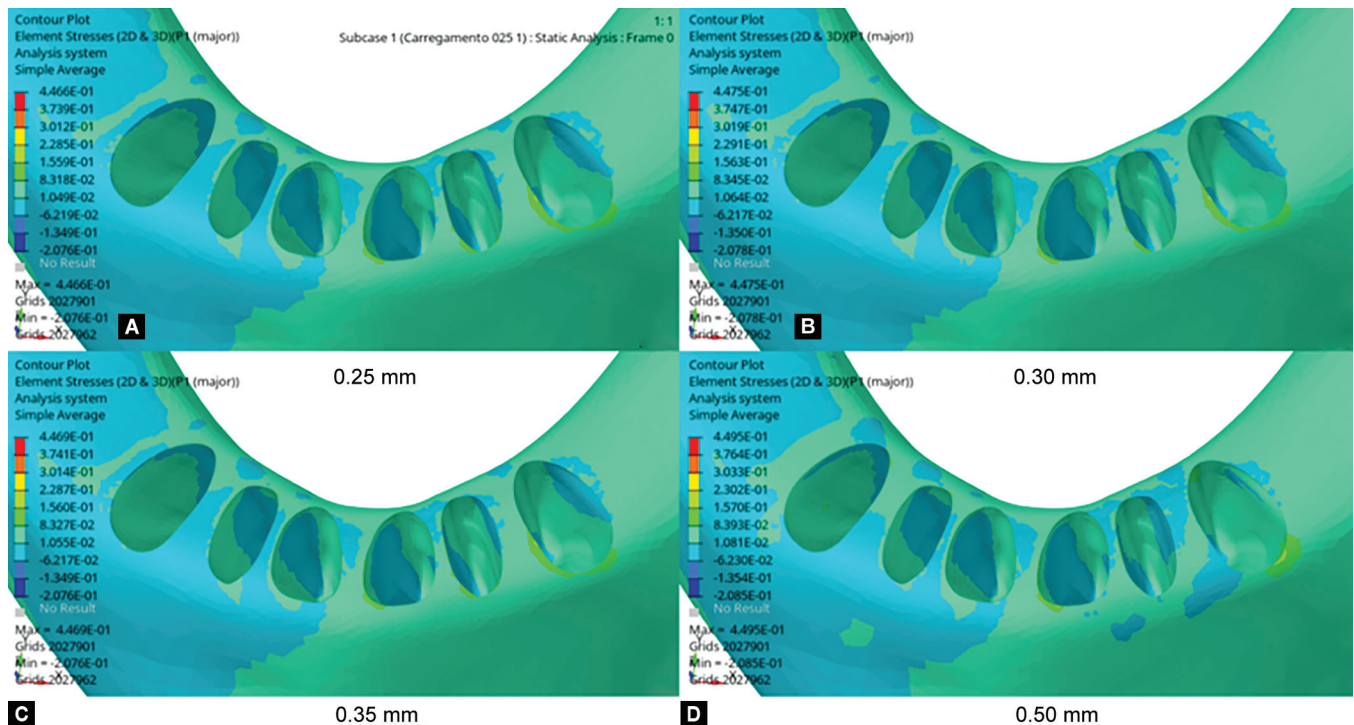 Contour Plot
Element Stresses (2D & 3D)(P1 (major))
Analysis system
Simple Average
4.466E-01
3.739E-01
3.012E-01
2.285E-01
1.559E-01
8.318E-02
1.049E-02
-6.219E-02
-1.349E-01
-2.076E-01
No Result
Max = 4.466E-01
Grids 2027901
Min = -2.076E-01
Grids 2027962
Y
X
1: 1
Subcase 1 (Carregamento 025 1) : Static Analysis : Frame 0
A
0.25 mm
Contour Plot
Element Stresses (2D & 3D)(P1 (major))
Analysis system
Simple Average
4.475E-01
3.747E-01
3.019E-01
2.291E-01
1.563E-01
8.345E-02
1.064E-02
-6.217E-02
-1.350E-01
-2.078E-01
No Result
Max = 4.475E-01
Grids 2027901
Min = -2.078E-01
Grids 2027962
Y
X
B
0.30 mm
Contour Plot
Element Stresses (2D & 3D)(P1 (major))
Analysis system
Simple Average
4.469E-01
3.741E-01
3.014E-01
2.287E-01
1.560E-01
8.327E-02
1.055E-02
-6.217E-02
-1.349E-01
-2.076E-01
No Result
Max = 4.469E-01
Grids 2027901
Min = -2.076E-01
Grids 2027962
Y
X
C
0.35 mm
Contour Plot
Element Stresses (2D & 3D)(P1 (major))
Analysis system
Simple Average
4.495E-01
3.764E-01
3.033E-01
2.302E-01
1.570E-01
8.393E-02
1.081E-02
-6.230E-02
-1.354E-01
-2.085E-01
No Result
Max = 4.495E-01
Grids 2027901
Min = -2.085E-01
Grids 2027962
Y
X
D
0.50 mm